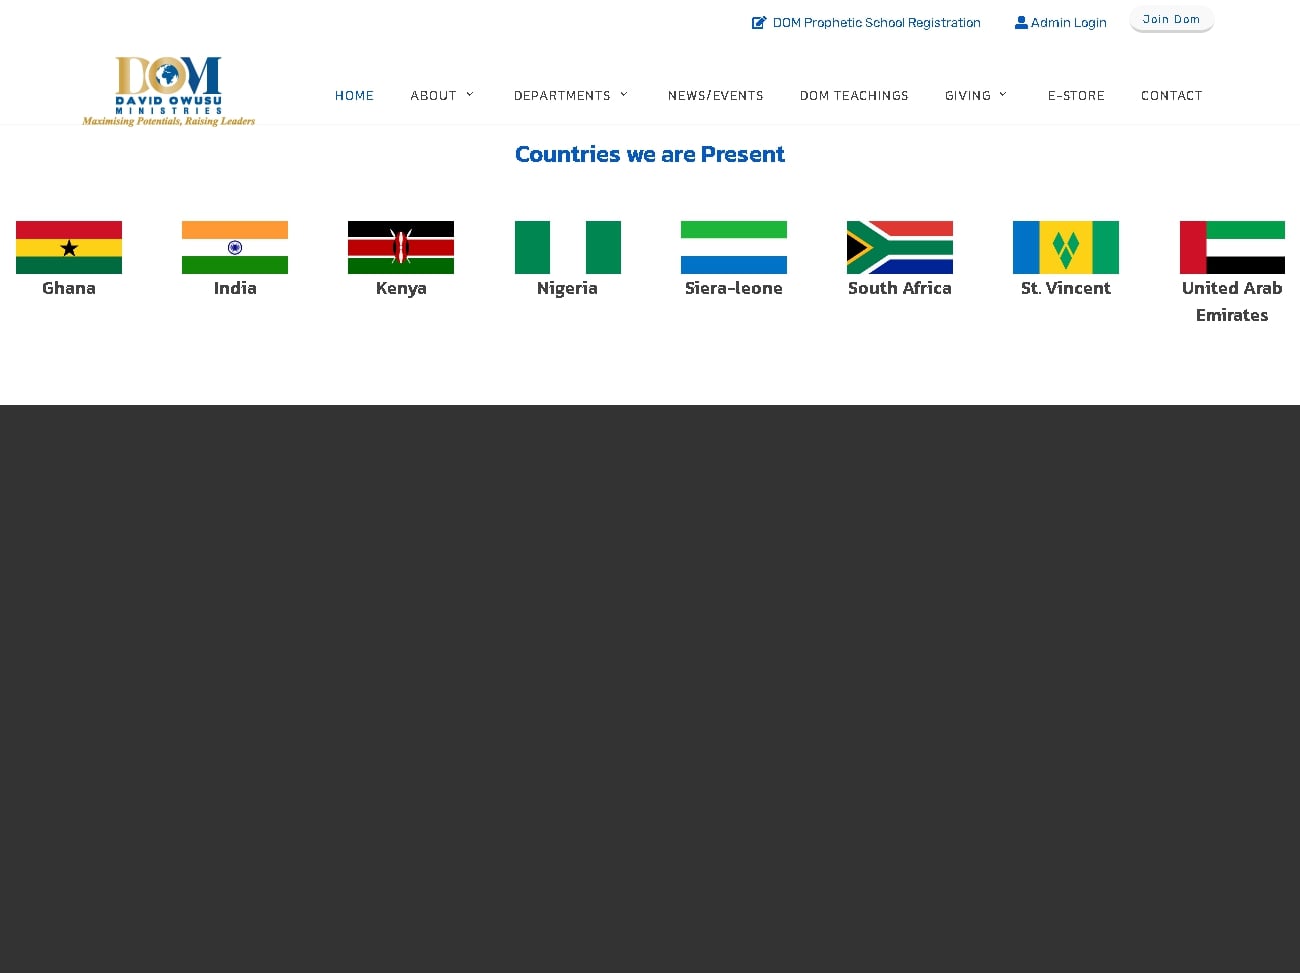 DOM Prophetic School Registration
Admin Login
Join Dom
DOM
DAVID OWUSU
MINISTRIES
Maximising Potentials, Raising Leaders
HOME
ABOUT
DEPARTMENTS
NEWS/EVENTS
DOM TEACHINGS
GIVING
E-STORE
CONTACT
Countries we are Present
Ghana
India
Kenya
Nigeria
Siera-leone
South Africa
St. Vincent
United Arab
Emirates